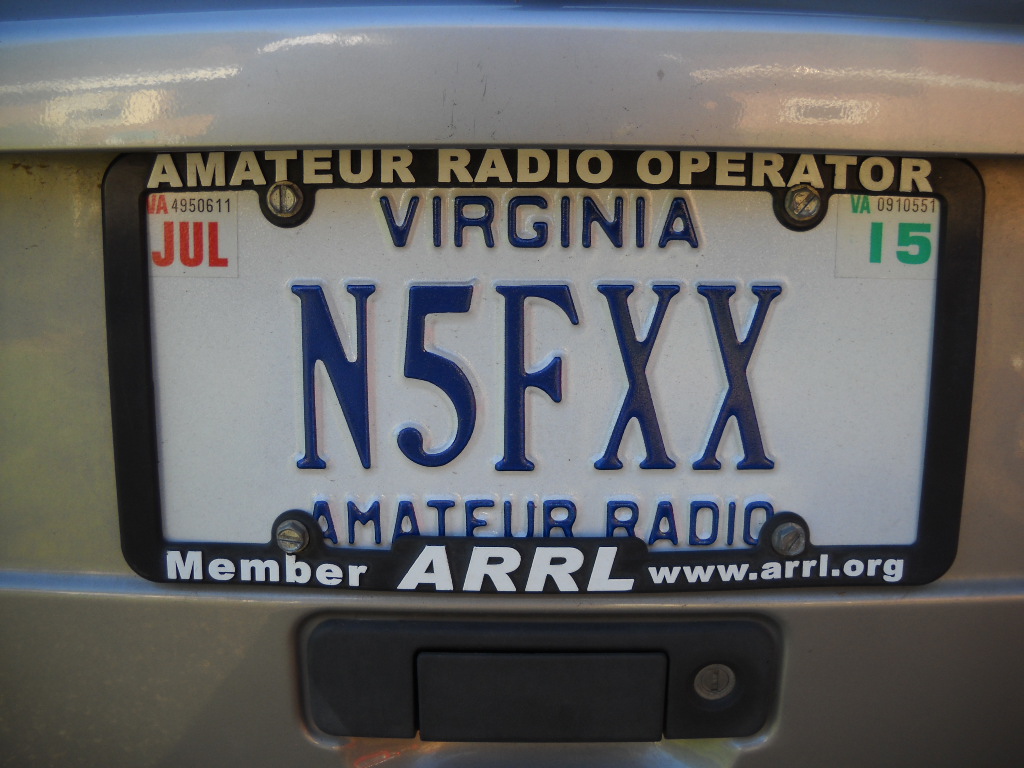 AMATEUR RADIO OPERATOR
VA 4950611
JUL
VIRGINIA
VA 0910551
15
N5FXX
AMATEUR RADIO
Member ARRL www.arrl.org